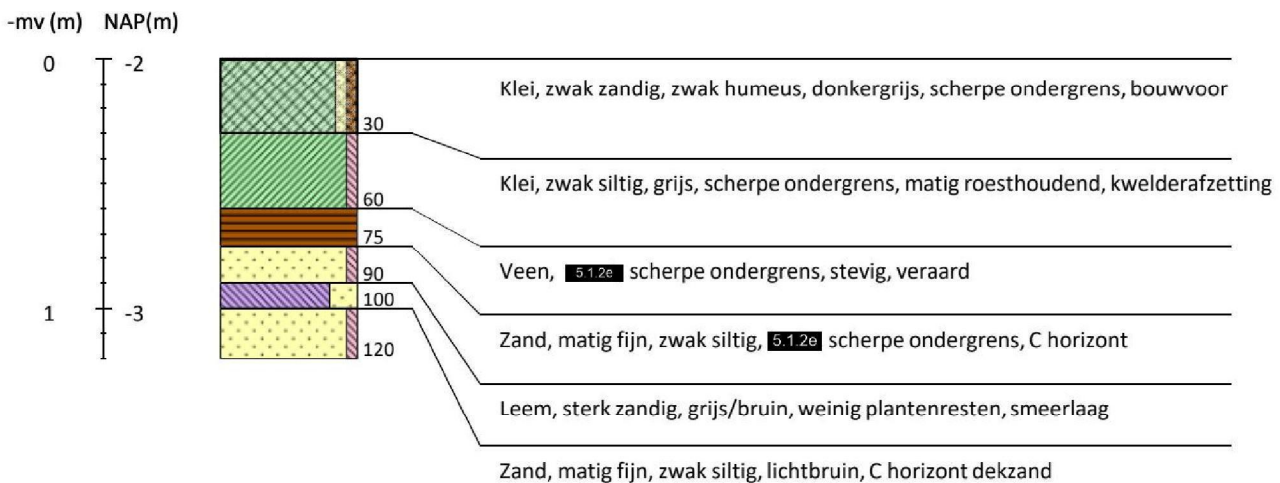 -mv (m) NAP(m)
0 -2
Klei, zwak zandig, zwak humeus, donkergrijs, scherpe ondergrens, bouwvoor
30
Klei, zwak siltig, grijs, scherpe ondergrens, matig roesthoudend, kwelderafzetting
60
75
Veen, 5.1.2e scherpe ondergrens, stevig, veraard
90
100
1 -3
Zand, matig fijn, zwak siltig, 5.1.2e scherpe ondergrens, C horizont
120
Leem, sterk zandig, grijs/bruin, weinig plantenresten, smeerlaag
Zand, matig fijn, zwak siltig, lichtbruin, C horizont dekzand